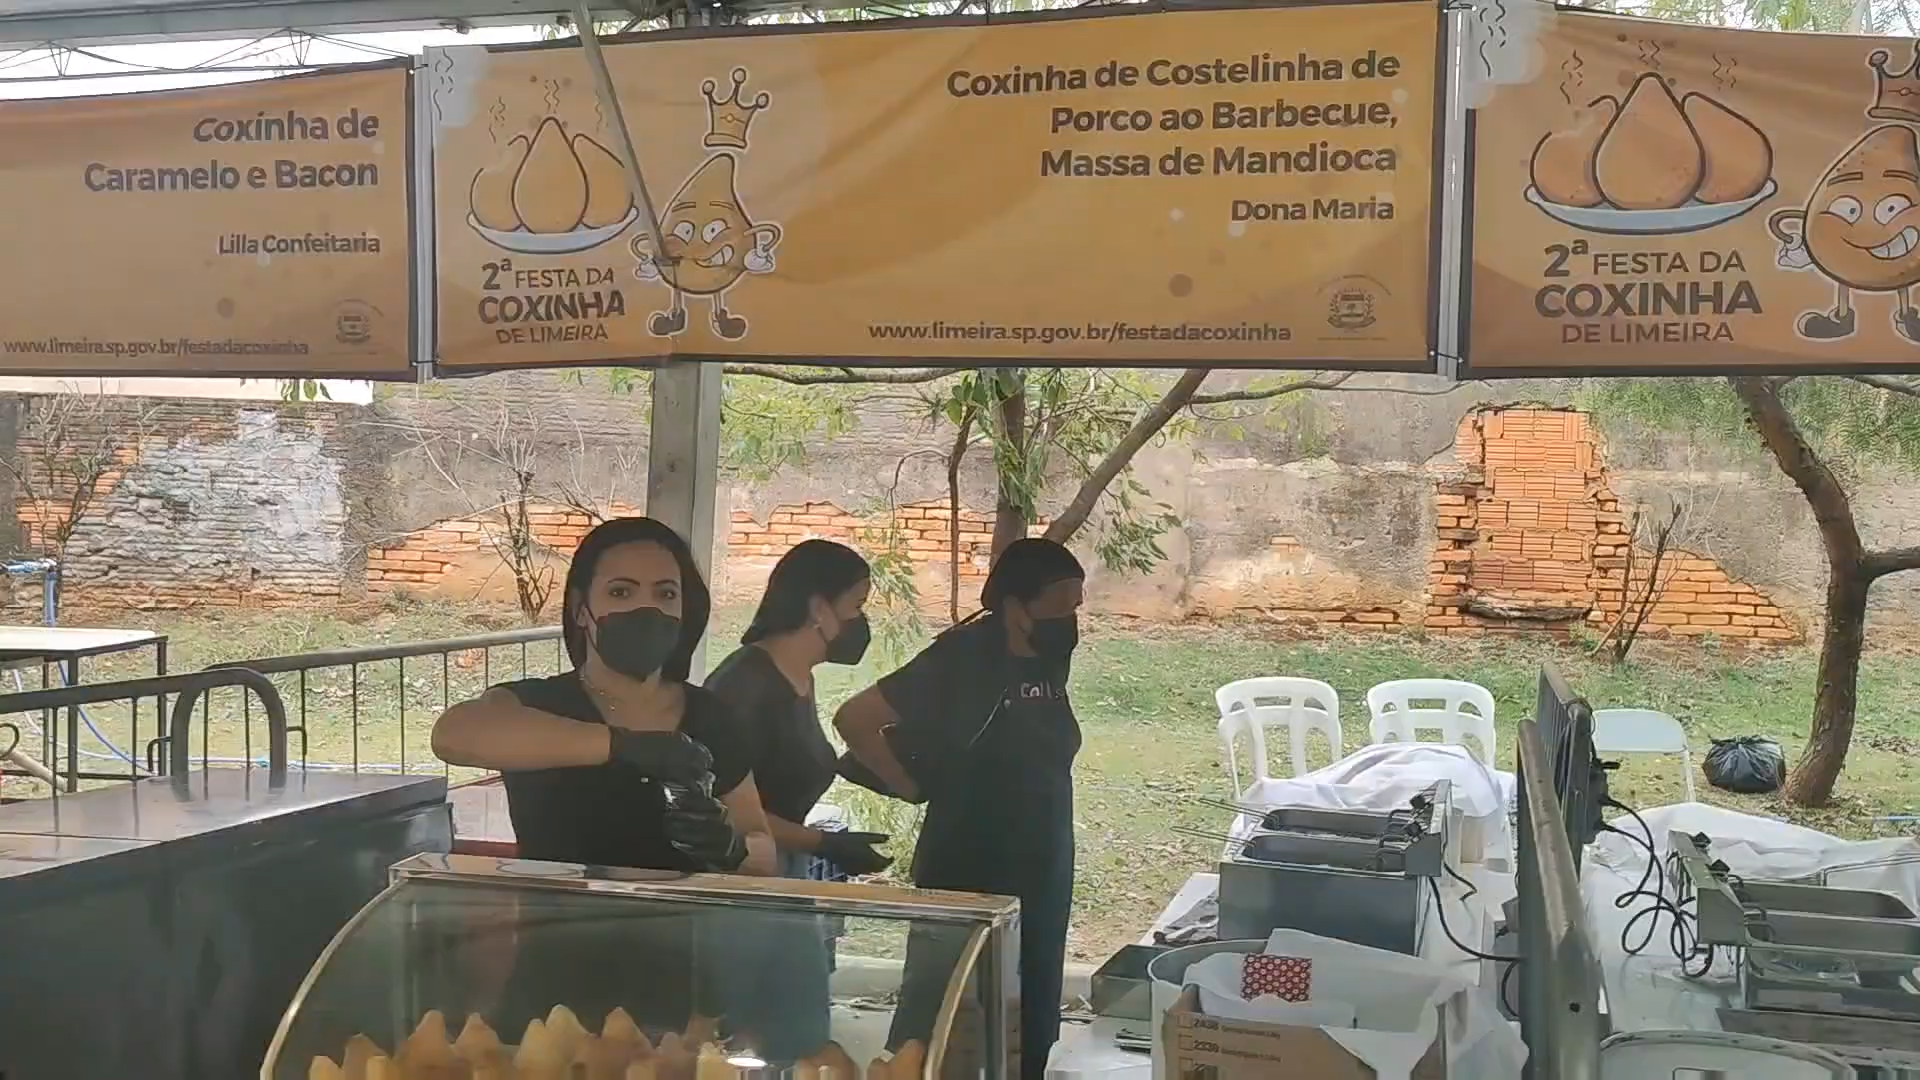 Coxinha de
Caramelo e Bacon
Lilla Confeitaria
www.limeira.sp.gov.br/festadacoxinha
2ª FESTA DA
COXINHA
DE LIMEIRA
Coxinha de Costelinha de
Porco ao Barbecue,
Massa de Mandioca
Dona Maria
www.limeira.sp.gov.br/festadacoxinha
2ª FESTA DA
COXINHA
DE LIMEIRA
2438
2339